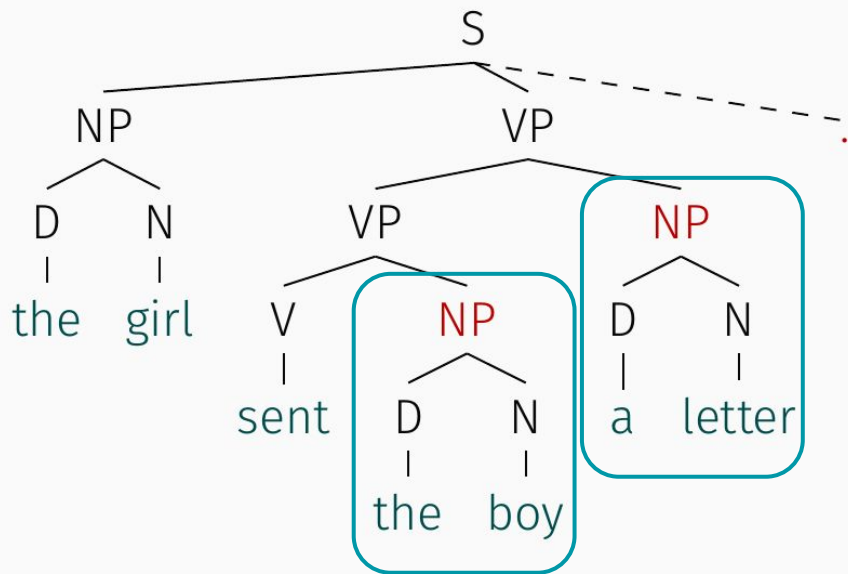 S
NP VP .
D N VP NP
the girl V NP D N
sent D N a letter
the boy